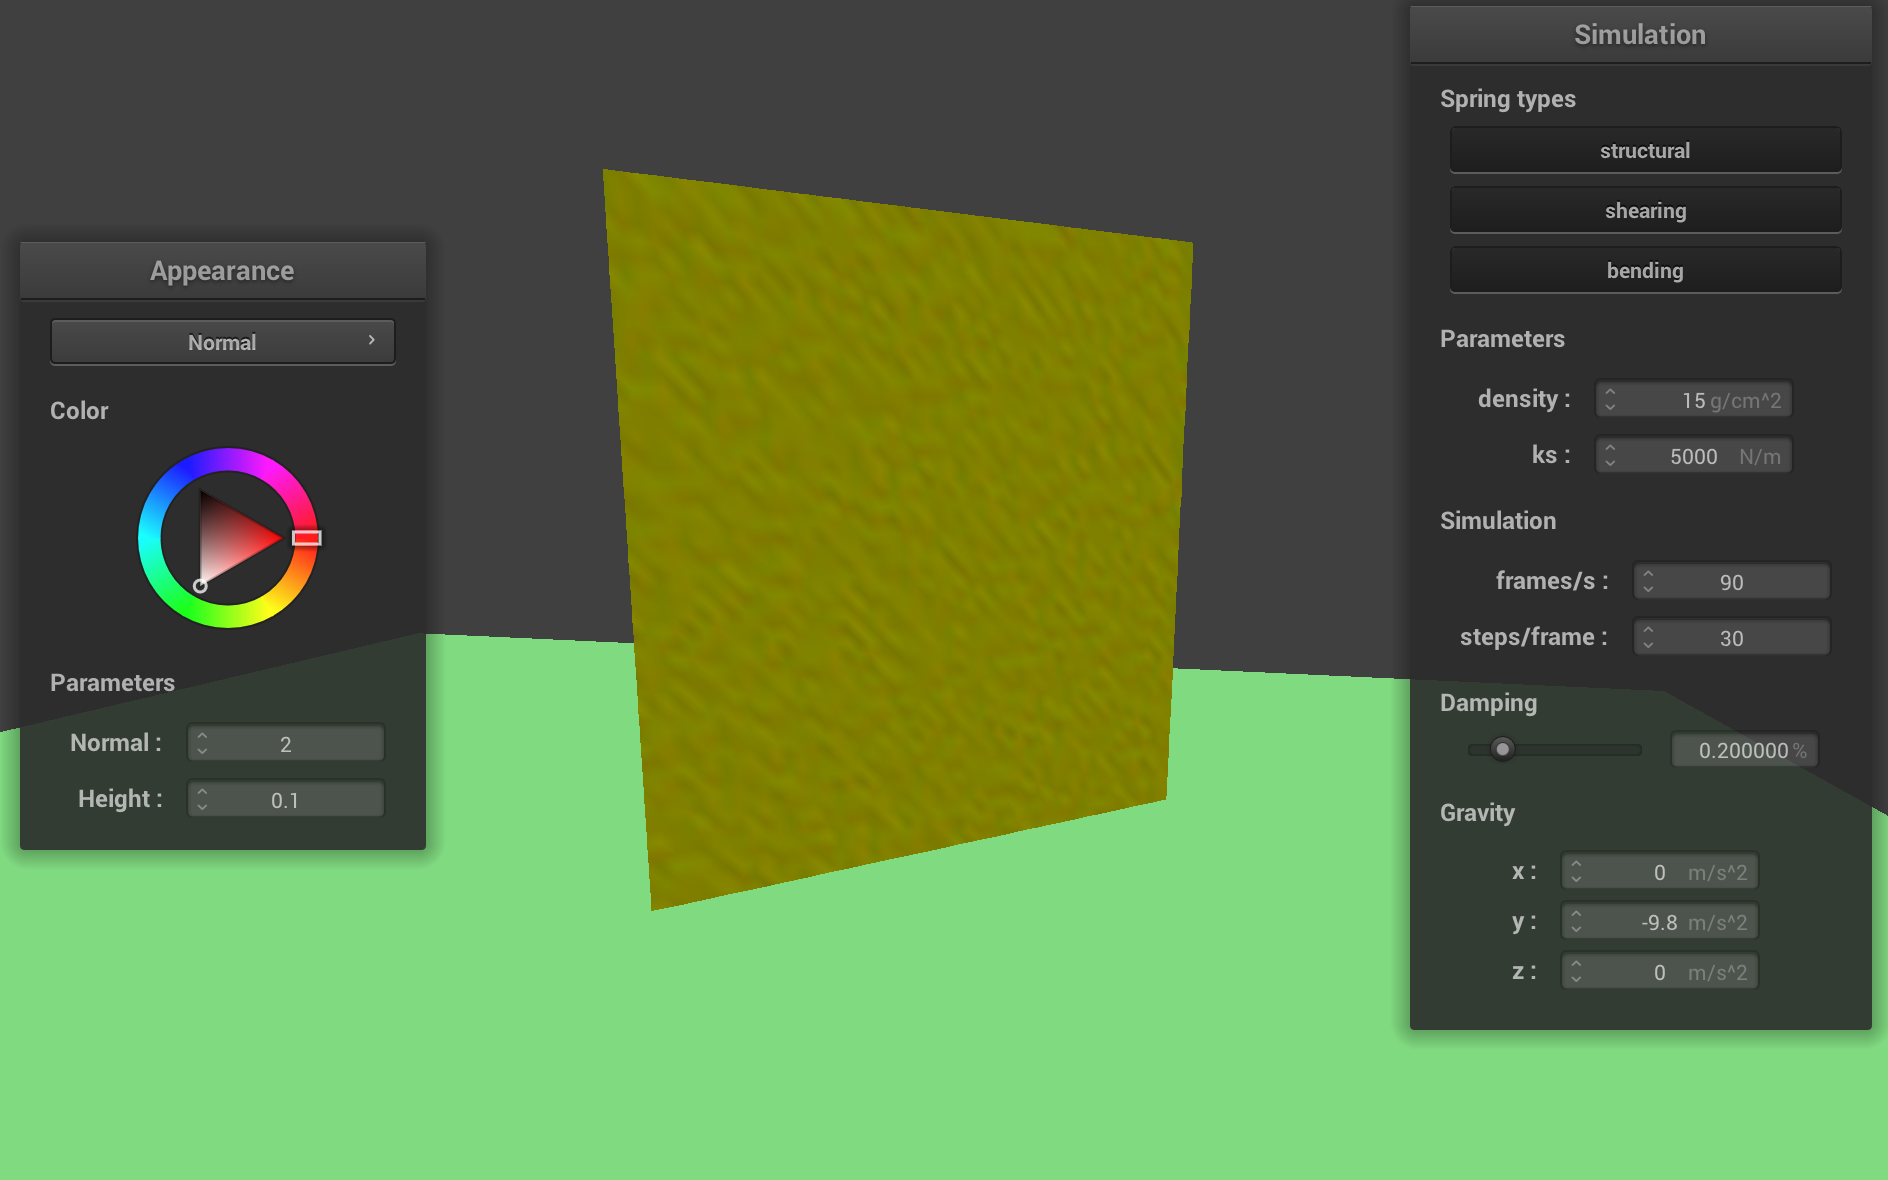 Appearance
Normal
Color
Parameters
Normal : 2
Height : 0.1
Simulation
Spring types
structural
shearing
bending
Parameters
density : 15 g/cm^2
ks : 5000 N/m
Simulation
frames/s : 90
steps/frame : 30
Damping
0.200000 %
Gravity
x : 0 m/s^2
y : -9.8 m/s^2
z : 0 m/s^2